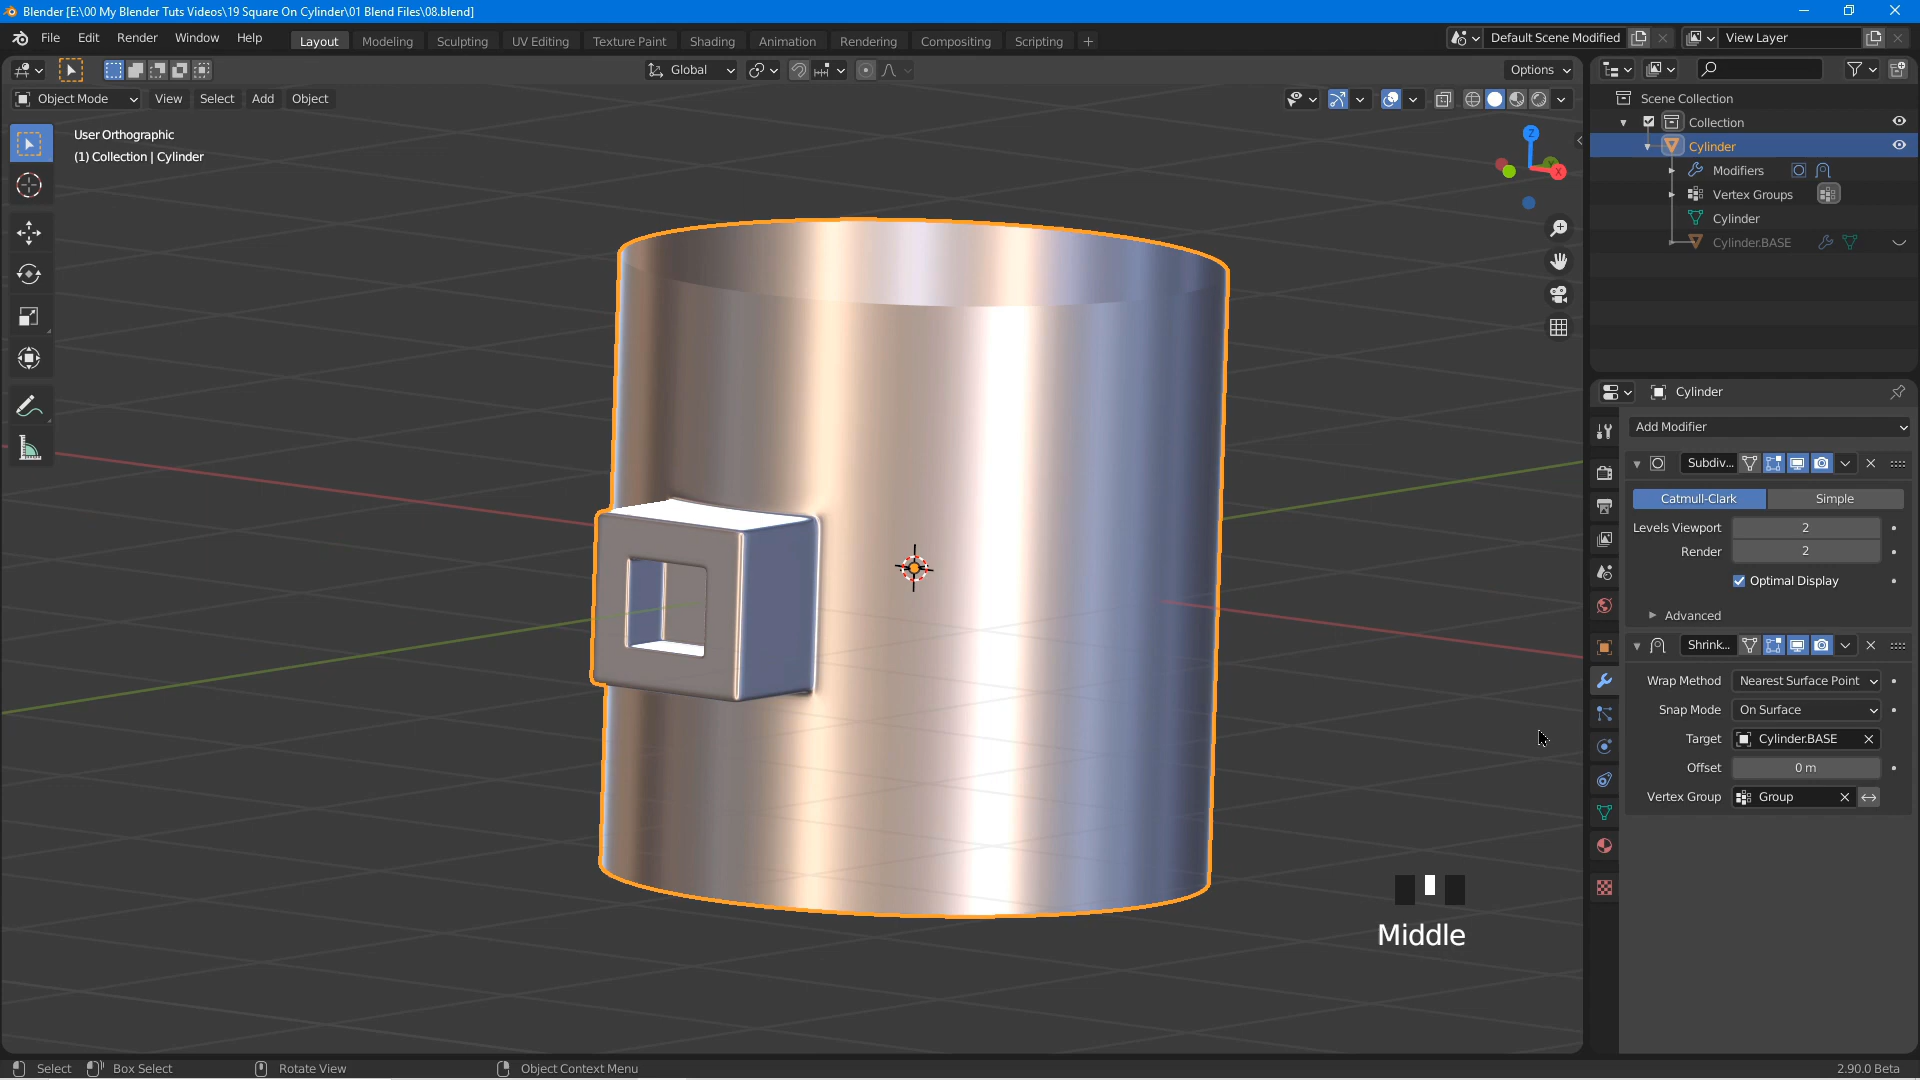 Blender [E:\00 My Blender Tuts Videos\19 Square On Cylinder\01 Blend Files\08.blend]
File Edit Render Window Help Layout Modeling Sculpting UV Editing Texture Paint Shading Animation Rendering Compositing Scripting + Default Scene Modified View Layer
Global Options
Object Mode View Select Add Object
User Orthographic
(1) Collection | Cylinder
Z
X
Scene Collection
Collection
Cylinder
Modifiers
Vertex Groups
Cylinder
Cylinder.BASE
Cylinder
Add Modifier
Subdiv...
Catmull-Clark Simple
Levels Viewport 2
Render 2
Optimal Display
Advanced
Shrink...
Wrap Method Nearest Surface Point
Snap Mode On Surface
Target Cylinder.BASE
Offset 0 m
Vertex Group Group
Middle
Select Box Select Rotate View Object Context Menu 2.90.0 Beta